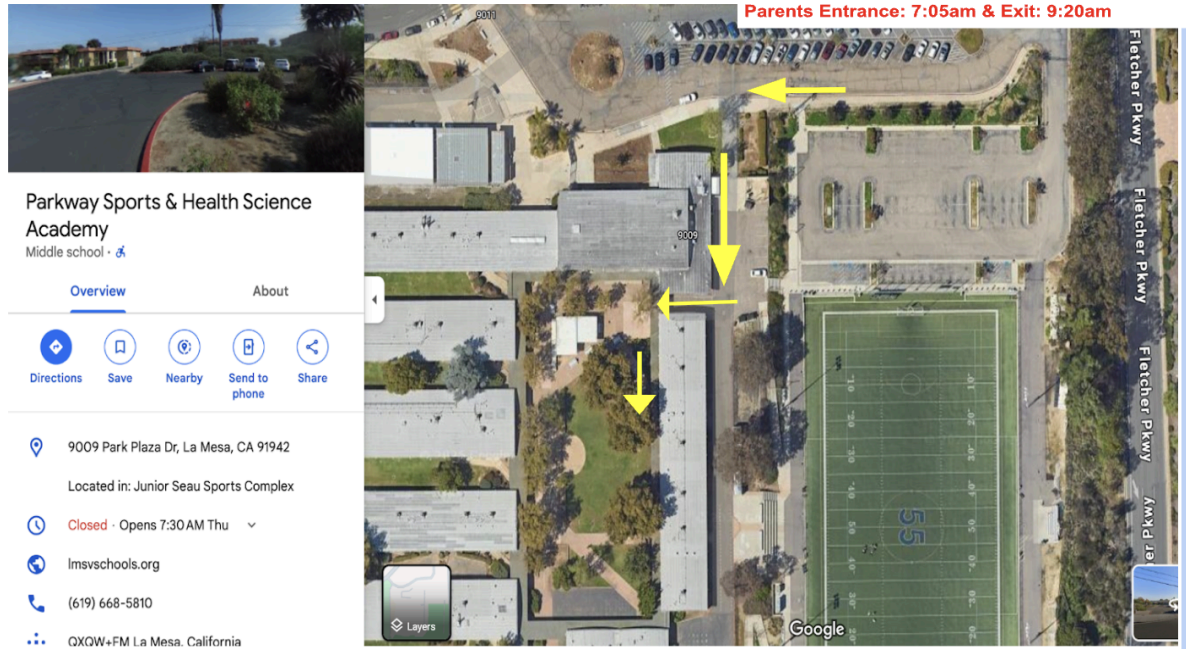 Parents Entrance: 7:05am & Exit: 9:20am
Parkway Sports & Health Science
Academy
Middle school ·
Overview
About
Directions
Save
Nearby
Send to
phone
Share
9009 Park Plaza Dr, La Mesa, CA 91942
Located in: Junior Seau Sports Complex
Closed · Opens 7:30 AM Thu
lmsvschools.org
(619) 668-5810
QXQW+FM La Mesa, California
9011
9009
Fletcher Pkwy
Fletcher Pkwy
Fletcher Pkwy
55
Layers
Google